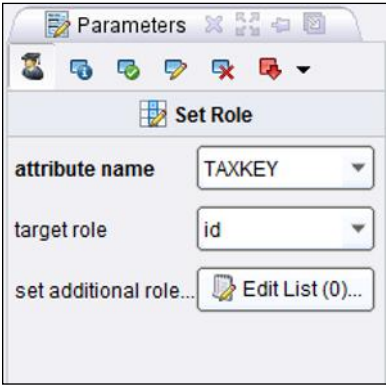 Parameters
Set Role
attribute name TAXKEY
target role id
set additional role... Edit List (0)...